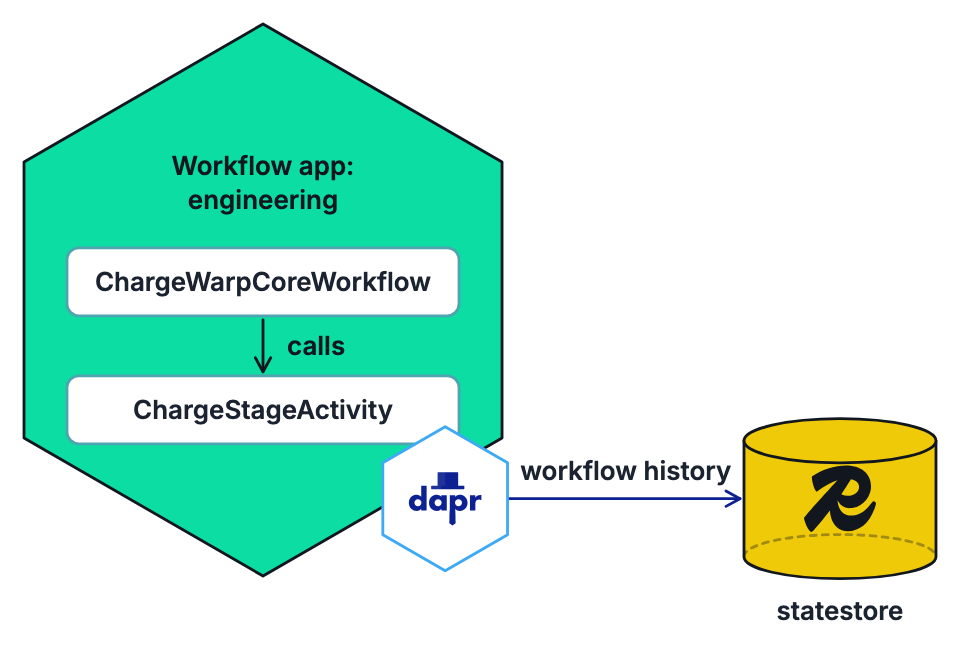 Workflow app:
engineering
ChargeWarpCoreWorkflow
calls
ChargeStageActivity
dapr
workflow history
R
statestore